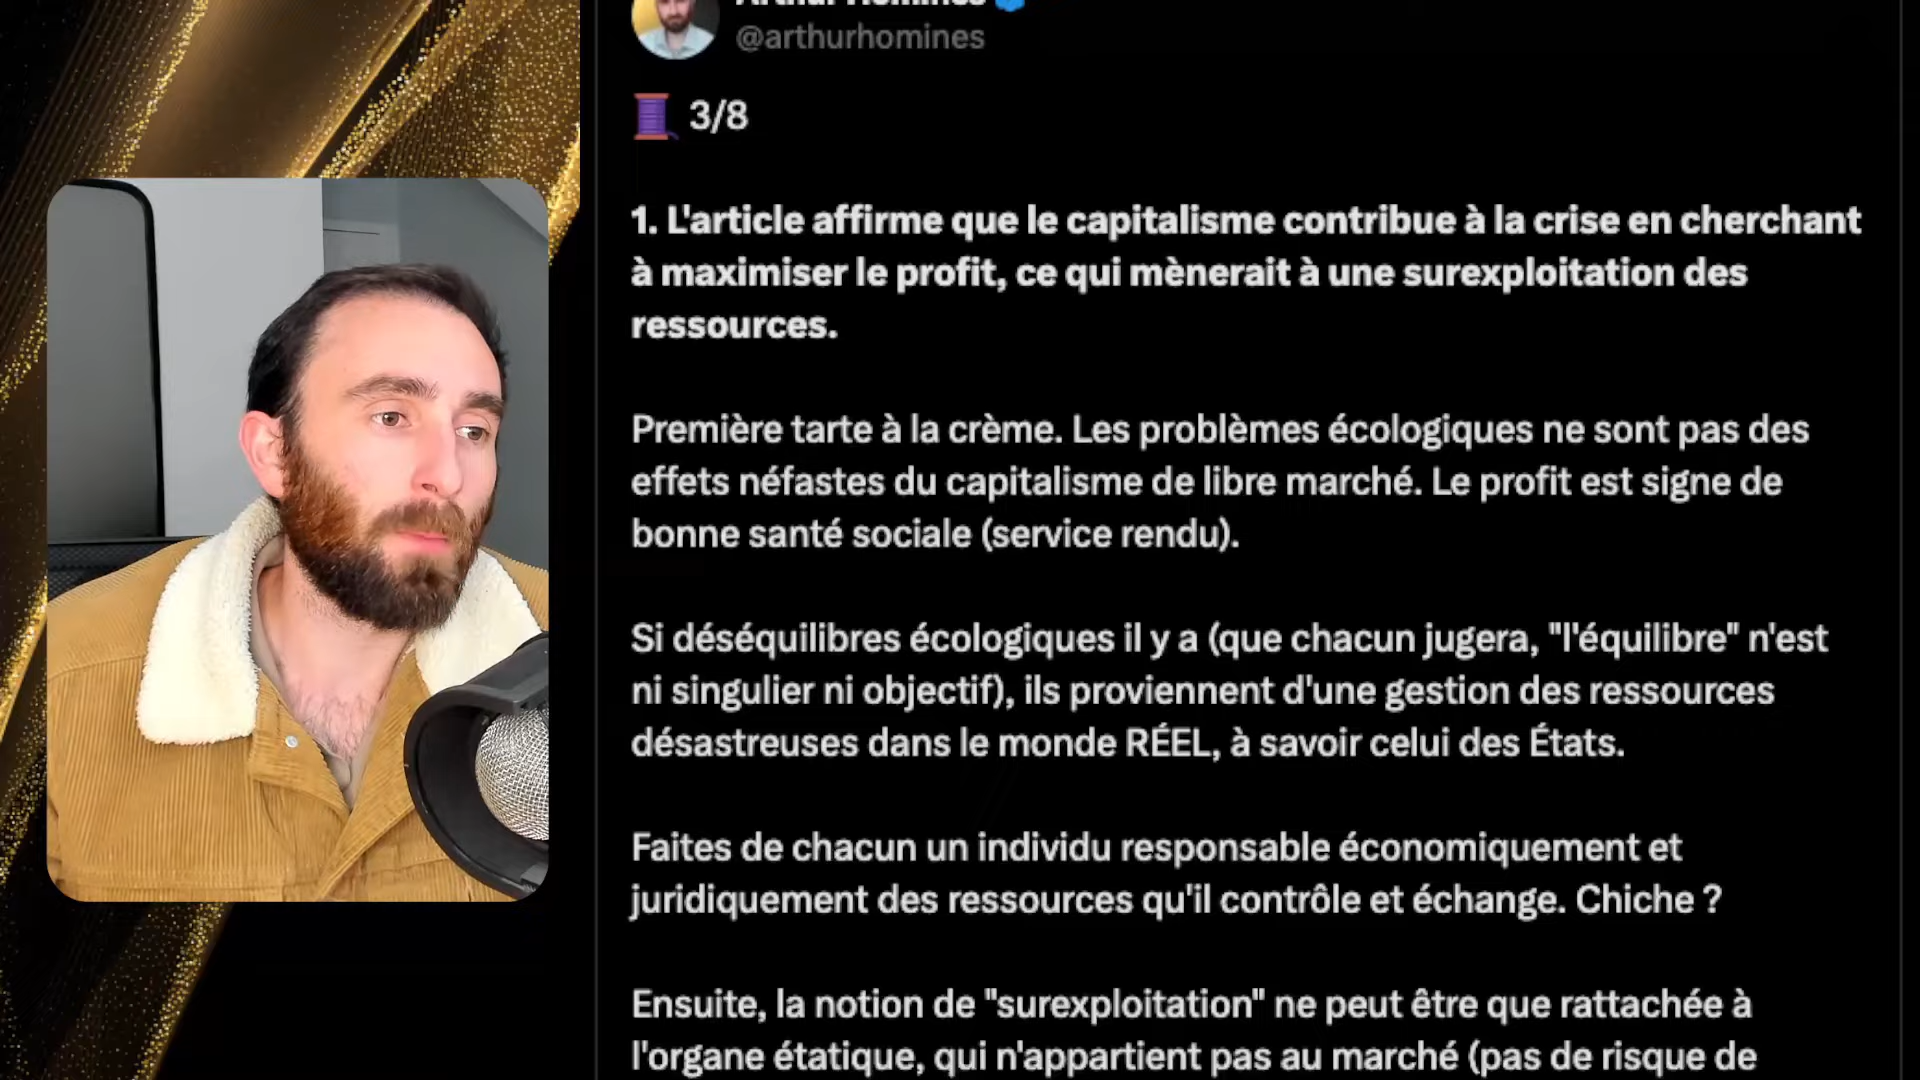 Arthur Homines
@arthurhomines
3/8
1. L'article affirme que le capitalisme contribue à la crise en cherchant
à maximiser le profit, ce qui mènerait à une surexploitation des
ressources.
Première tarte à la crème. Les problèmes écologiques ne sont pas des
effets néfastes du capitalisme de libre marché. Le profit est signe de
bonne santé sociale (service rendu).
Si déséquilibres écologiques il y a (que chacun jugera, "l'équilibre" n'est
ni singulier ni objectif), ils proviennent d'une gestion des ressources
désastreuses dans le monde RÉEL, à savoir celui des États.
Faites de chacun un individu responsable économiquement et
juridiquement des ressources qu'il contrôle et échange. Chiche ?
Ensuite, la notion de "surexploitation" ne peut être que rattachée à
l'organe étatique, qui n'appartient pas au marché (pas de risque de